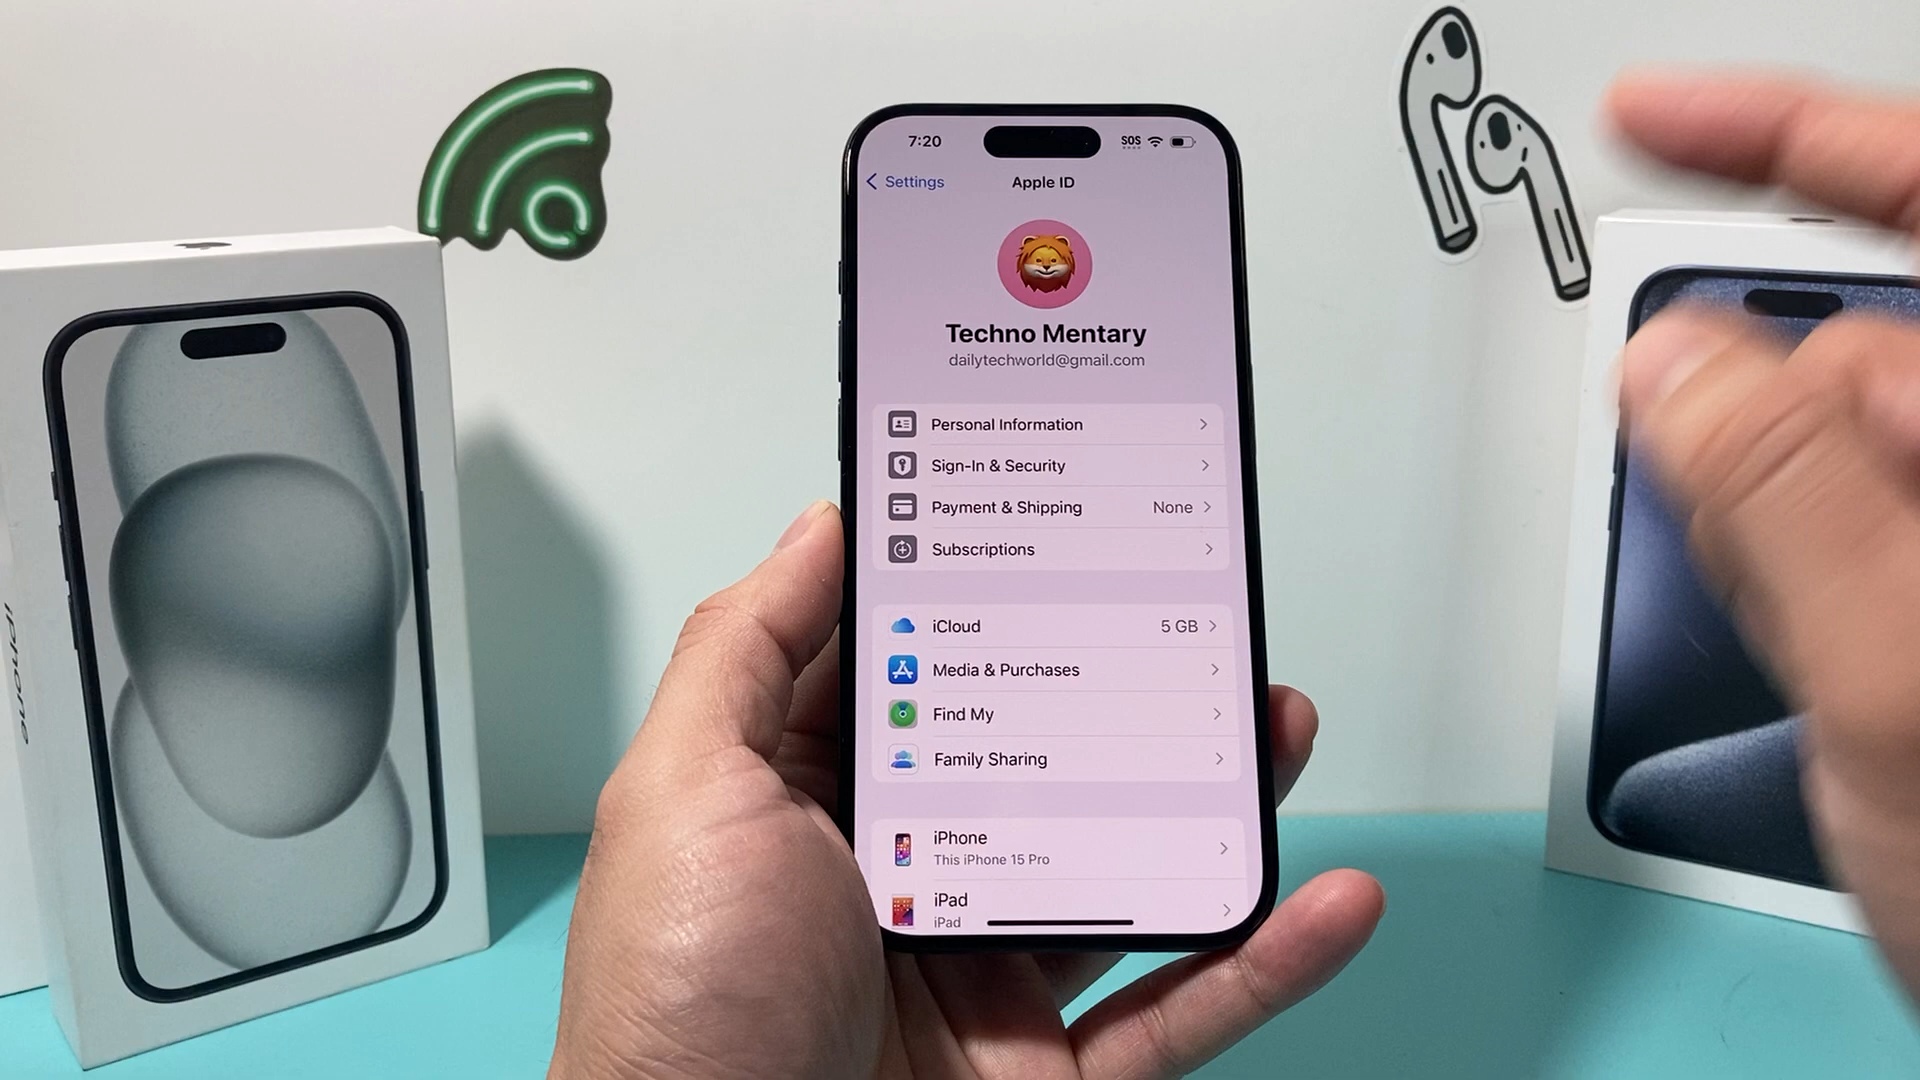 7:20
SOS
Settings
Apple ID
Techno Mentary
dailytechworld@gmail.com
Personal Information
Sign-In & Security
Payment & Shipping None
Subscriptions
iCloud 5 GB
Media & Purchases
Find My
Family Sharing
iPhone
This iPhone 15 Pro
iPad
iPad
iPhone